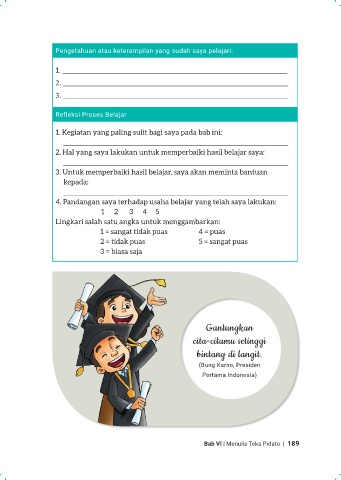 Pengetahuan atau keterampilan yang sudah saya pelajari:
1.
2.
3.
Refleksi Proses Belajar
1. Kegiatan yang paling sulit bagi saya pada bab ini:
2. Hal yang saya lakukan untuk memperbaiki hasil belajar saya:
3. Untuk memperbaiki hasil belajar, saya akan meminta bantuan
kepada:
4. Pandangan saya terhadap usaha belajar yang telah saya lakukan:
1 2 3 4 5
Lingkari salah satu angka untuk menggambarkan:
1 = sangat tidak puas 4 = puas
2 = tidak puas 5 = sangat puas
3 = biasa saja
Gantungkan
cita-citamu setinggi
bintang di langit.
(Bung Karno, Presiden
Pertama Indonesia)
Bab VI | Menulis Teks Pidato | 189